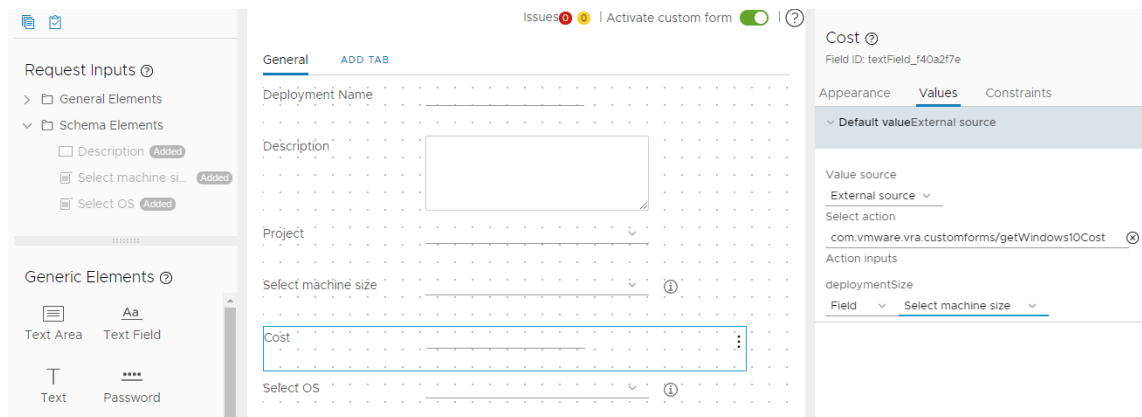 Issues 0 0 | Activate custom form | ?
Request Inputs ?
General Elements
Schema Elements
Description Added
Select machine si... Added
Select OS Added
Generic Elements ?
Aa
Text Area Text Field
T
Text Password
General ADD TAB
Deployment Name
Description
Project
Select machine size
Cost
Select OS
Cost ?
Field ID: textField_f40a2f7e
Appearance Values Constraints
Default valueExternal source
Value source
External source
Select action
com.vmware.vra.customforms/getWindows10Cost
Action inputs
deploymentSize
Field Select machine size